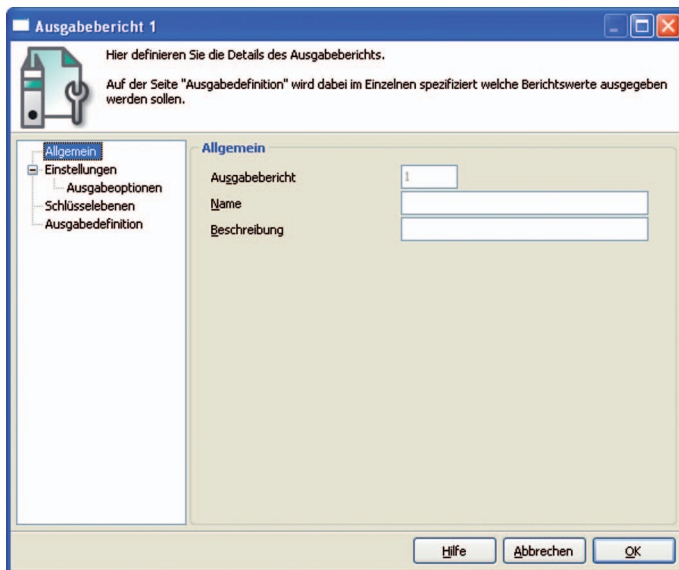 Ausgabebericht 1
Hier definieren Sie die Details des Ausgabeberichts.
Auf der Seite "Ausgabedefinition" wird dabei im Einzelnen spezifiziert welche Berichtswerte ausgegeben
werden sollen.
Allgemein
Einstellungen
Ausgabeoptionen
Schlüsselebenen
Ausgabedefinition
Allgemein
Ausgabebericht 1
Name
Beschreibung
Hilfe Abbrechen OK